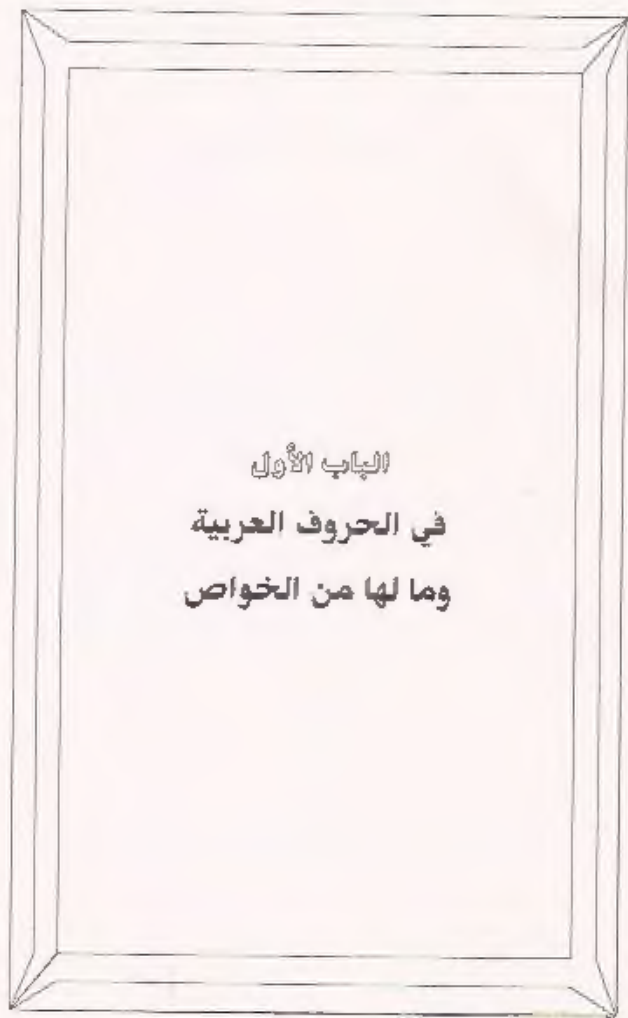 الباب الأول
في الحروف العربية
وما لها من الخواص